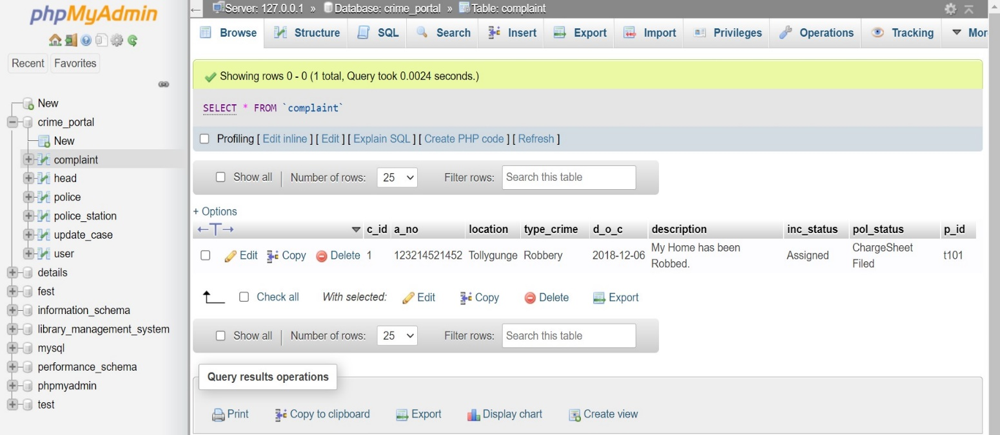 phpMyAdmin
Recent Favorites
New
crime_portal
New
complaint
head
police
police_station
update_case
user
details
fest
information_schema
library_management_system
mysql
performance_schema
phpmyadmin
test
Server: 127.0.0.1 » Database: crime_portal » Table: complaint
Browse Structure SQL Search Insert Export Import Privileges Operations Tracking Mor
Showing rows 0 - 0 (1 total, Query took 0.0024 seconds.)
SELECT * FROM `complaint`
Profiling [ Edit inline ] [ Edit ] [ Explain SQL ] [ Create PHP code ] [ Refresh ]
Show all | Number of rows: 25 Filter rows: Search this table
+ Options
←T→ c_id a_no location type_crime d_o_c description inc_status pol_status p_id
Edit Copy Delete 1 123214521452 Tollygunge Robbery 2018-12-06 My Home has been Assigned ChargeSheet t101
Robbed. Filed
Check all With selected: Edit Copy Delete Export
Show all | Number of rows: 25 Filter rows: Search this table
Query results operations
Print Copy to clipboard Export Display chart Create view